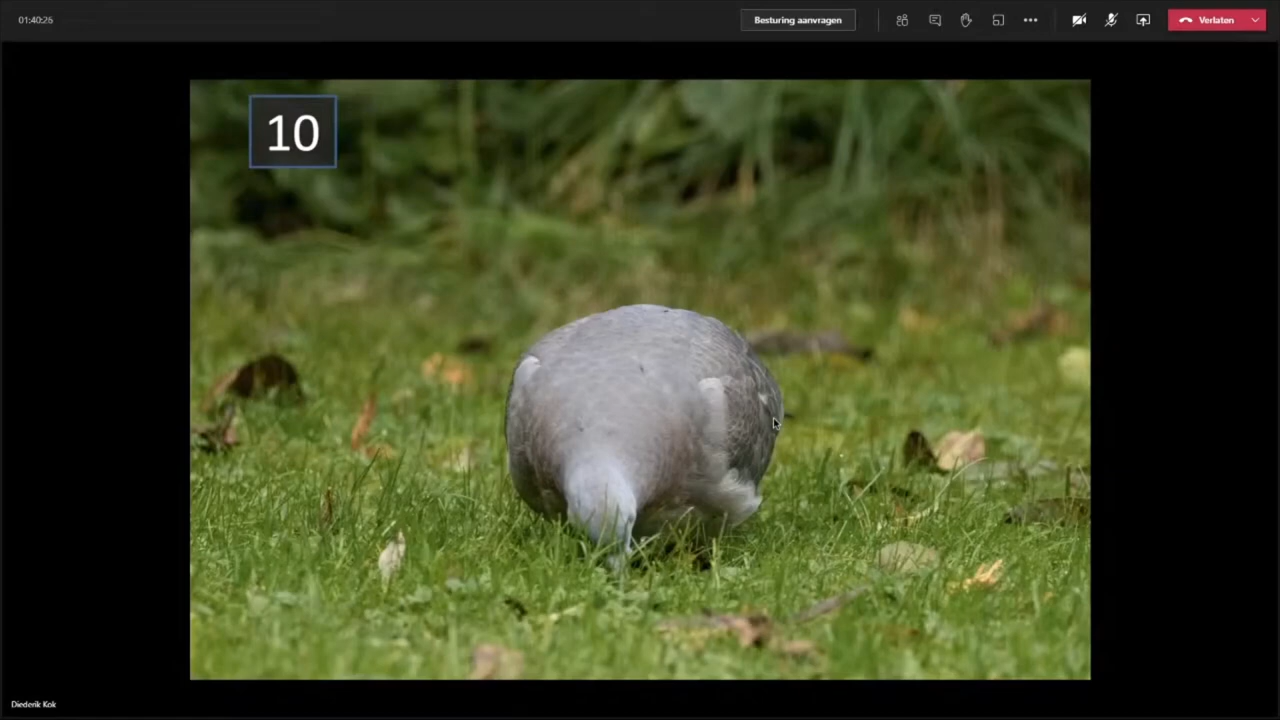 01:40:26
Besturing aanvragen
Verlaten
10
Diederik Kok